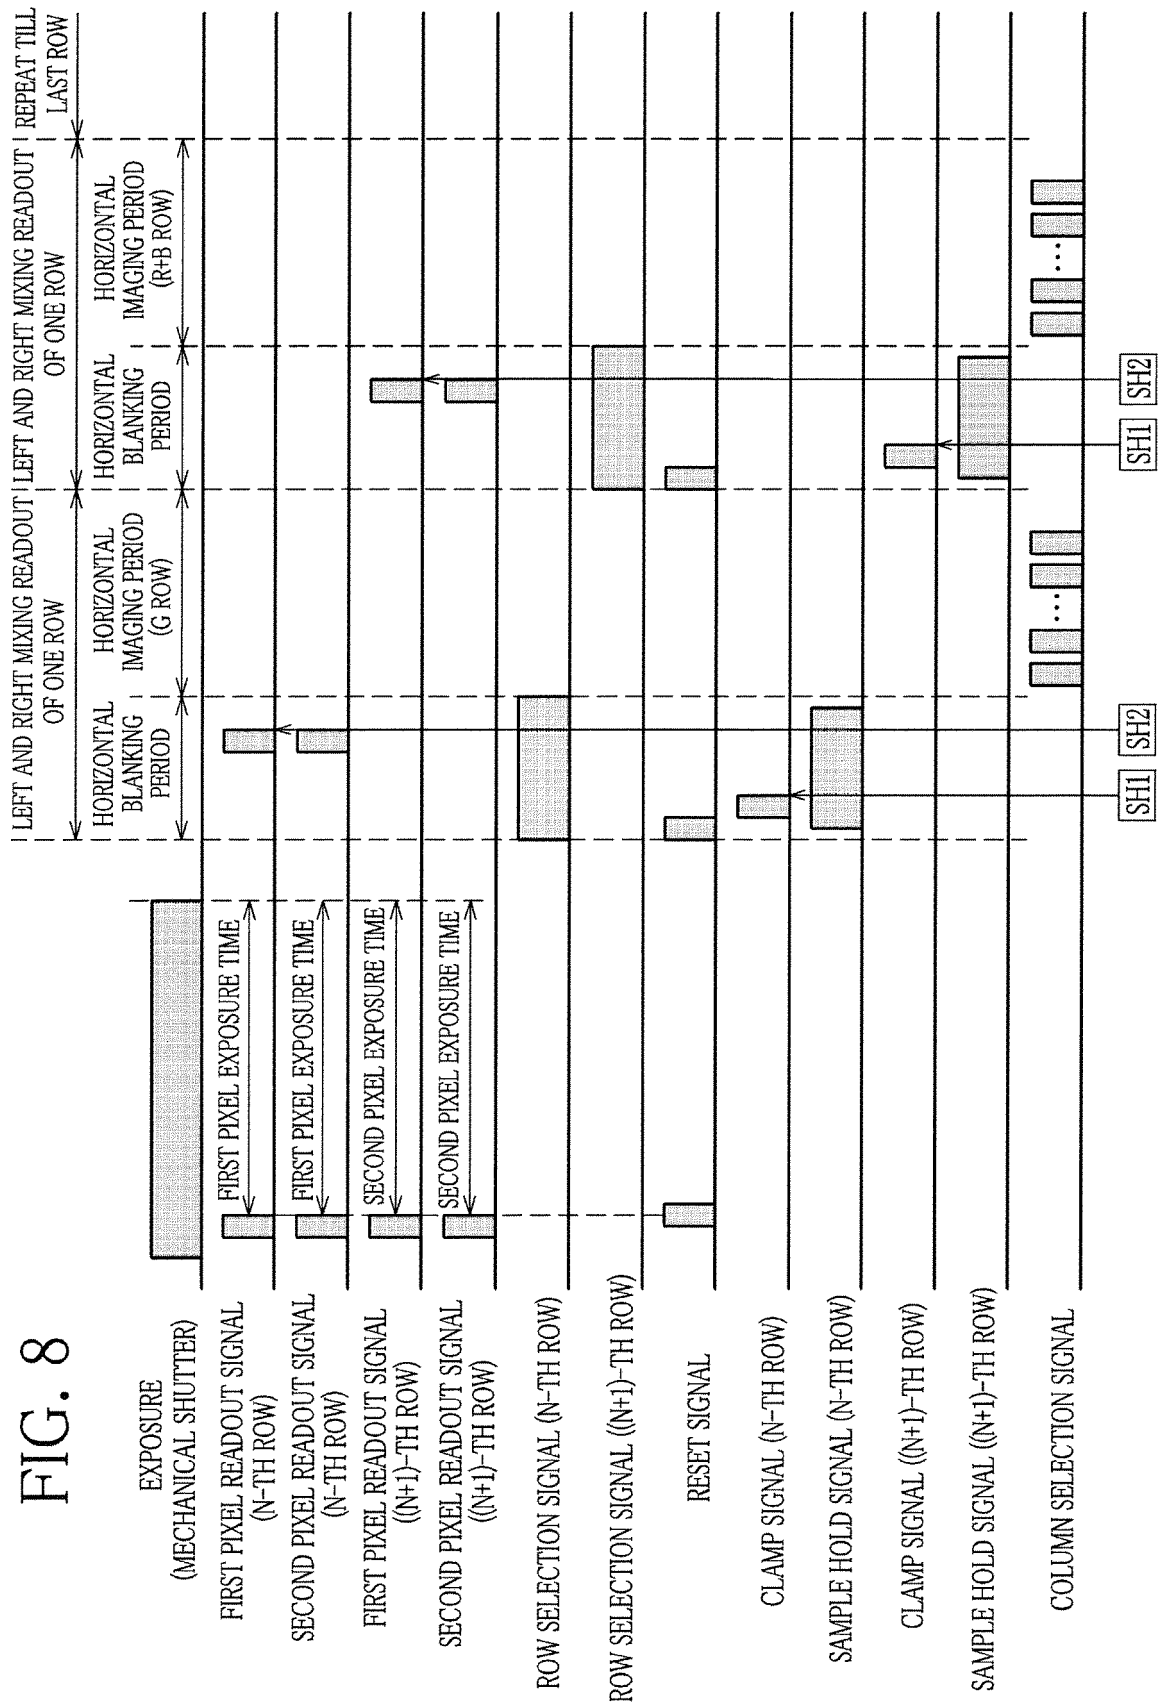 FIG. 8
LEFT AND RIGHT MIXING READOUT
OF ONE ROW
LEFT AND RIGHT MIXING READOUT
OF ONE ROW
REPEAT TILL
LAST ROW
HORIZONTAL
BLANKING
PERIOD
HORIZONTAL
IMAGING PERIOD
(G ROW)
HORIZONTAL
BLANKING
PERIOD
HORIZONTAL
IMAGING PERIOD
(R+B ROW)
EXPOSURE
(MECHANICAL SHUTTER)
FIRST PIXEL READOUT SIGNAL
(N-TH ROW)
FIRST PIXEL EXPOSURE TIME
SECOND PIXEL READOUT SIGNAL
(N-TH ROW)
FIRST PIXEL EXPOSURE TIME
FIRST PIXEL READOUT SIGNAL
((N+1)-TH ROW)
SECOND PIXEL EXPOSURE TIME
SECOND PIXEL READOUT SIGNAL
((N+1)-TH ROW)
SECOND PIXEL EXPOSURE TIME
ROW SELECTION SIGNAL (N-TH ROW)
ROW SELECTION SIGNAL ((N+1)-TH ROW)
RESET SIGNAL
CLAMP SIGNAL (N-TH ROW)
SAMPLE HOLD SIGNAL (N-TH ROW)
CLAMP SIGNAL ((N+1)-TH ROW)
SAMPLE HOLD SIGNAL ((N+1)-TH ROW)
COLUMN SELECTION SIGNAL
...
...
SH1
SH2
SH1
SH2